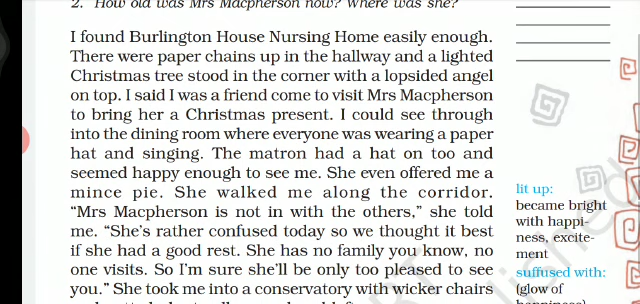 2. How old was Mrs Macpherson now? Where was she?
I found Burlington House Nursing Home easily enough.
There were paper chains up in the hallway and a lighted
Christmas tree stood in the corner with a lopsided angel
on top. I said I was a friend come to visit Mrs Macpherson
to bring her a Christmas present. I could see through
into the dining room where everyone was wearing a paper
hat and singing. The matron had a hat on too and
seemed happy enough to see me. She even offered me a
mince pie. She walked me along the corridor.
“Mrs Macpherson is not in with the others,” she told
me. “She’s rather confused today so we thought it best
if she had a good rest. She has no family you know, no
one visits. So I’m sure she’ll be only too pleased to see
you.” She took me into a conservatory with wicker chairs
lit up:
became bright
with happi-
ness, excite-
ment
suffused with:
(glow of